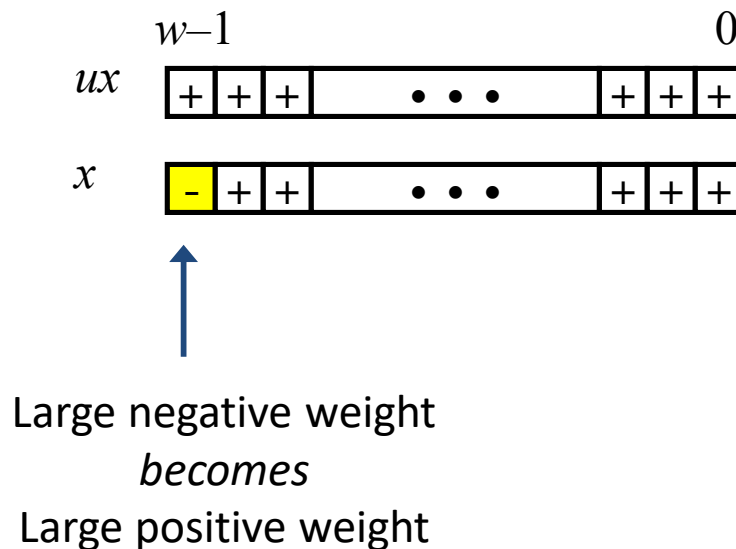 w–1 0
ux + + + • • • + + +
x - + + • • • + + +
Large negative weight
becomes
Large positive weight